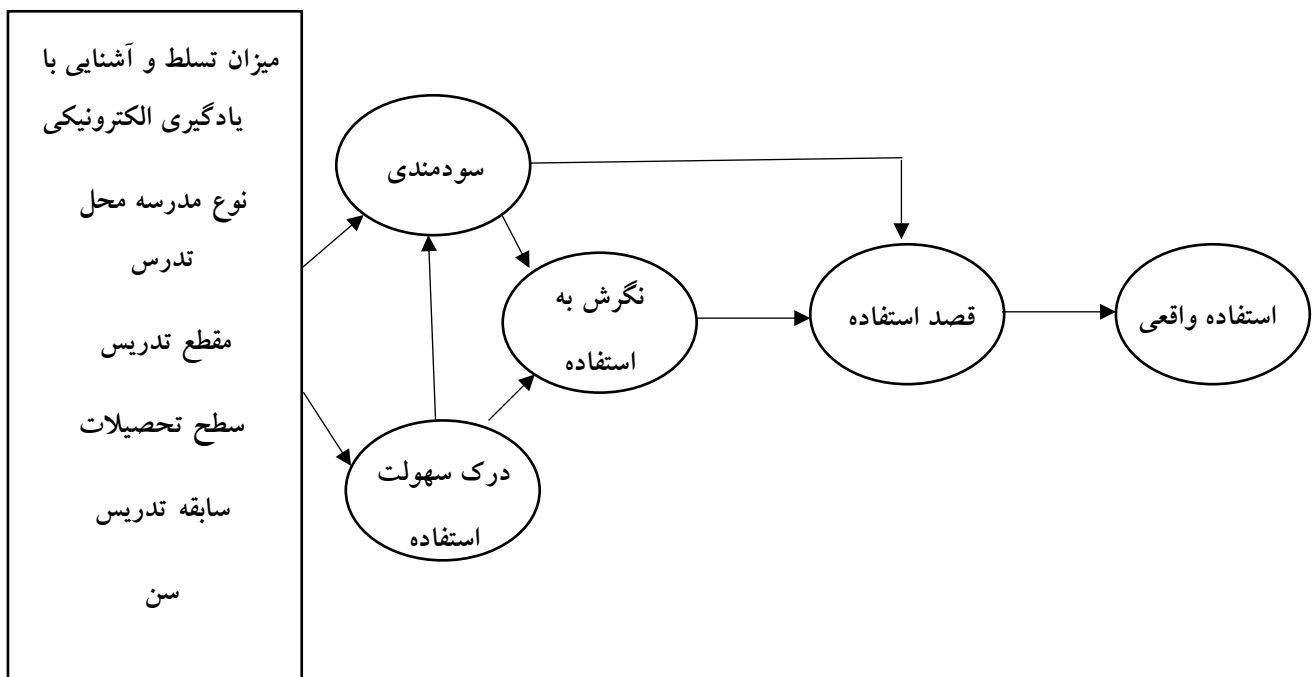 میزان تسلط و آشنایی با
یادگیری الکترونیکی
نوع مدرسه محل
تدرس
مقطع تدریس
سطح تحصیلات
سابقه تدریس
سن
سودمندی
درک سهولت
استفاده
نگرش به
استفاده
قصد استفاده
استفاده واقعی